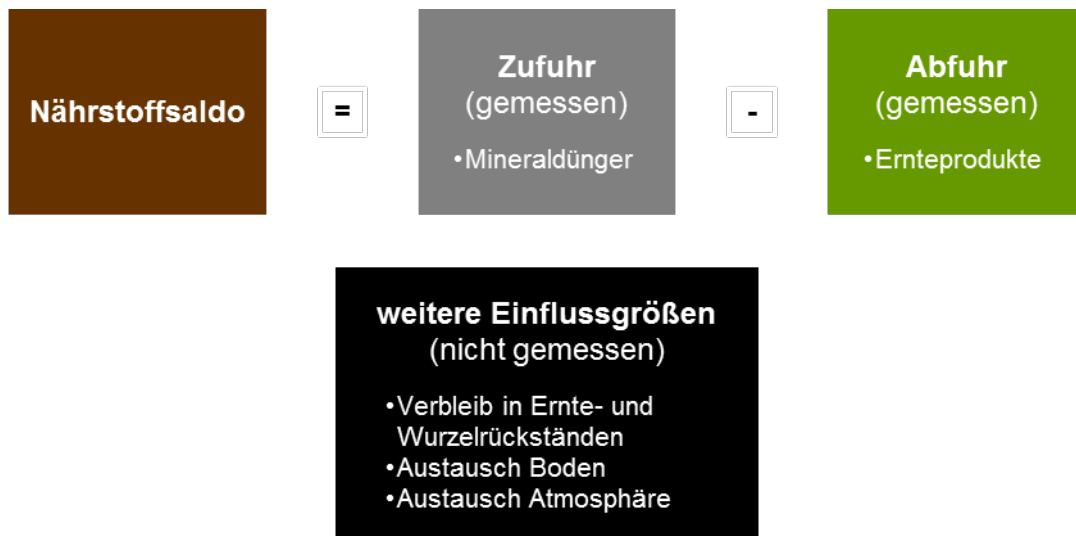 Nährstoffsaldo
=
Zufuhr
(gemessen)
•Mineraldünger
-
Abfuhr
(gemessen)
•Ernteprodukte
weitere Einflussgrößen
(nicht gemessen)
•Verbleib in Ernte- und
Wurzelrückständen
•Austausch Boden
•Austausch Atmosphäre